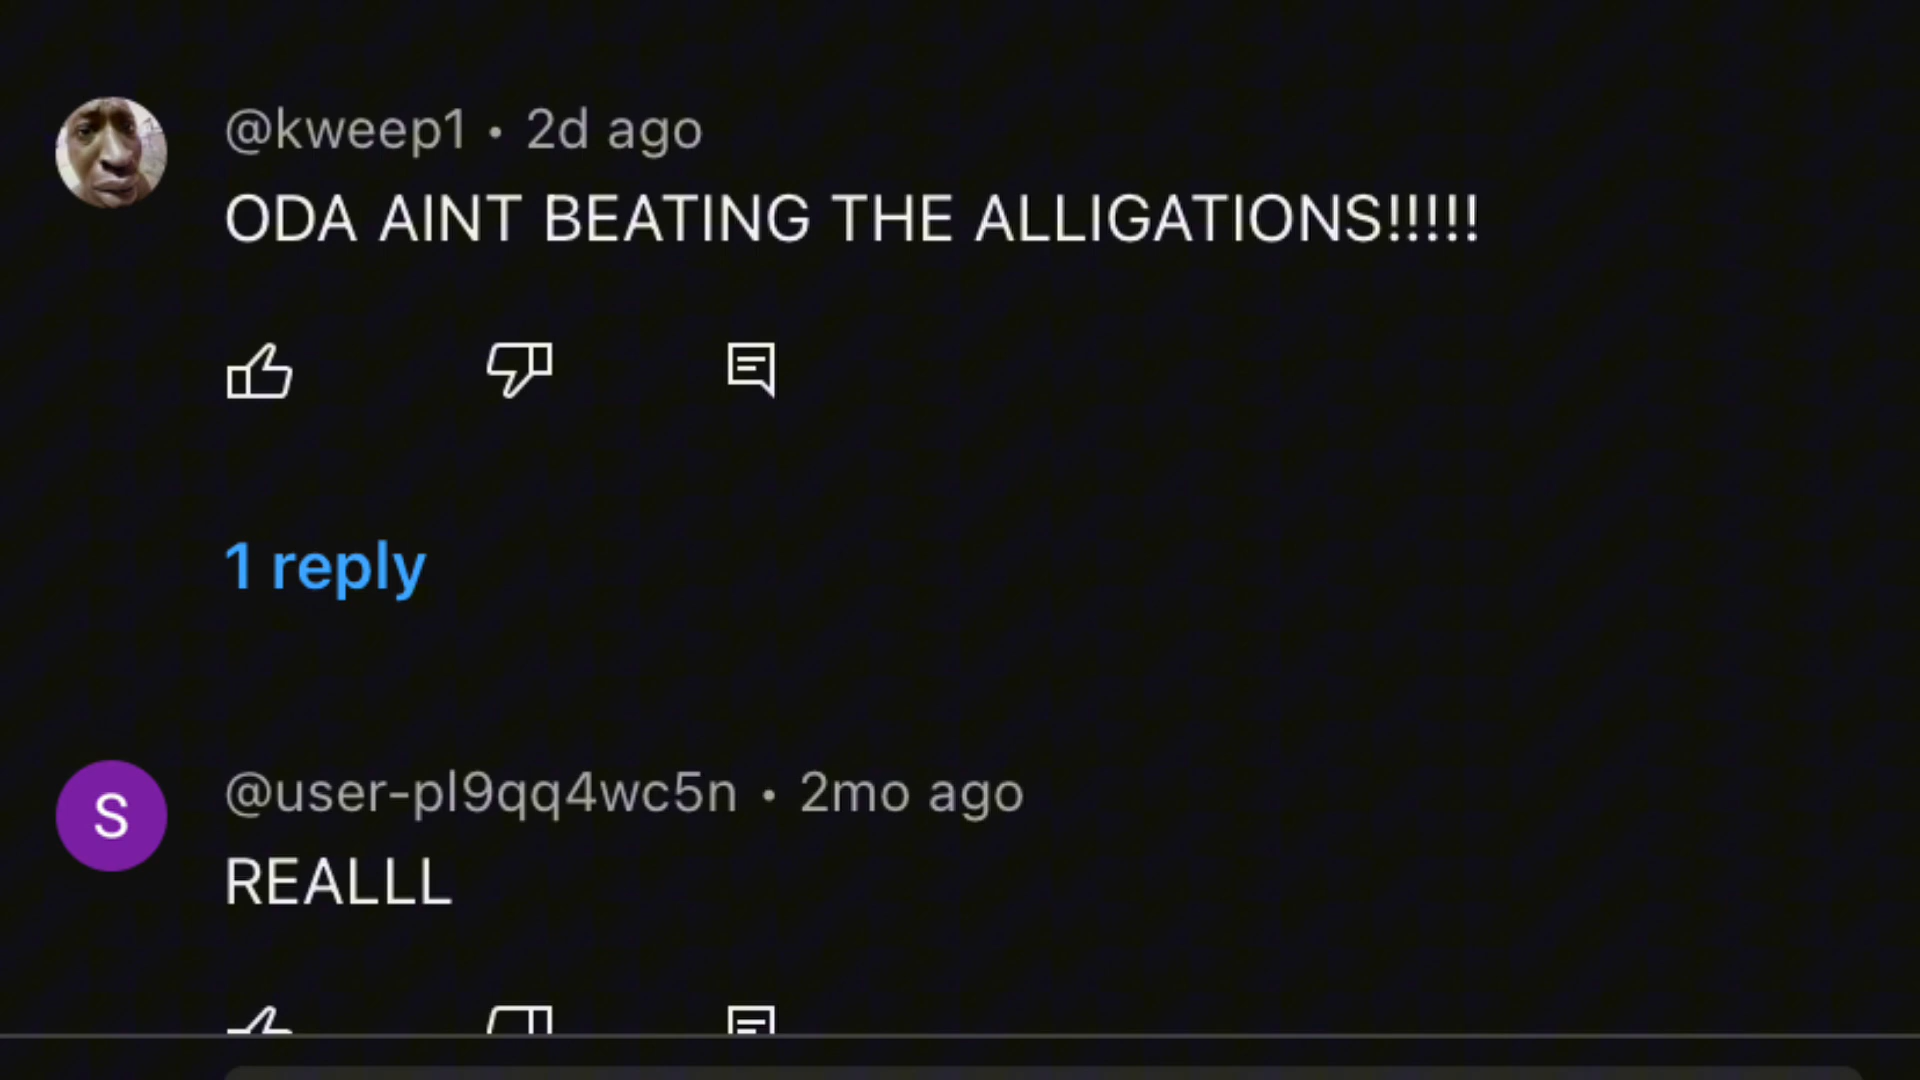 @kweep1 • 2d ago
ODA AINT BEATING THE ALLIGATIONS!!!!!
1 reply
S
@user-pl9qq4wc5n • 2mo ago
REALLL